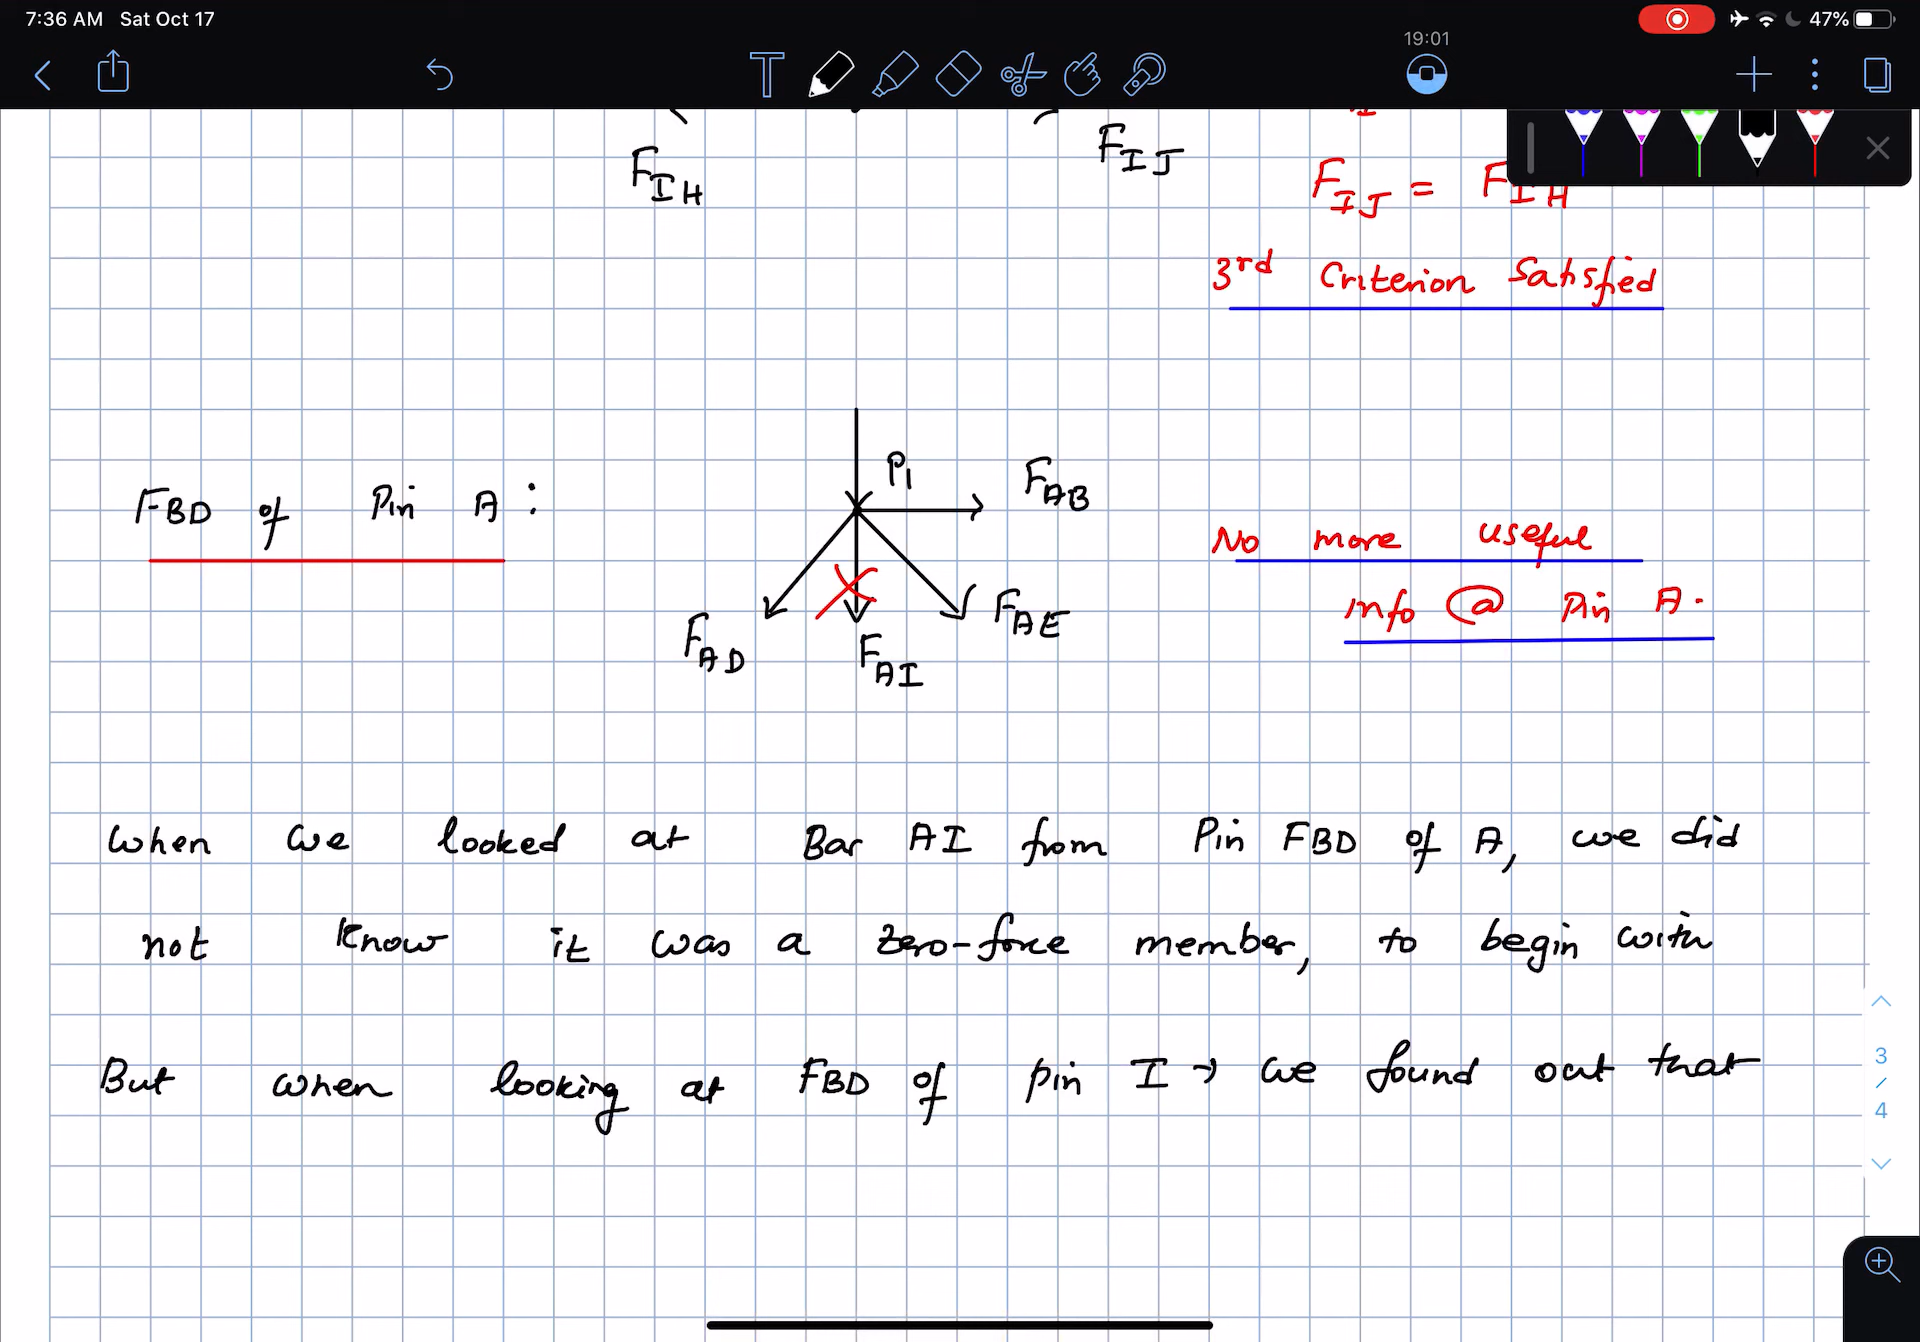 7:36 AM Sat Oct 17
47%
19:01
T
F_IH
F_IJ
F_IJ = F_IH
3rd Criterion Satisfied
P1
F_AB
FBD of Pin A :
No more useful
info @ Pin A.
F_AE
F_AD
F_AI
When we looked at Bar AI from Pin FBD of A, we did
not know it was a zero-force member, to begin with
But when looking at FBD of pin I → we found out that
3
/
4